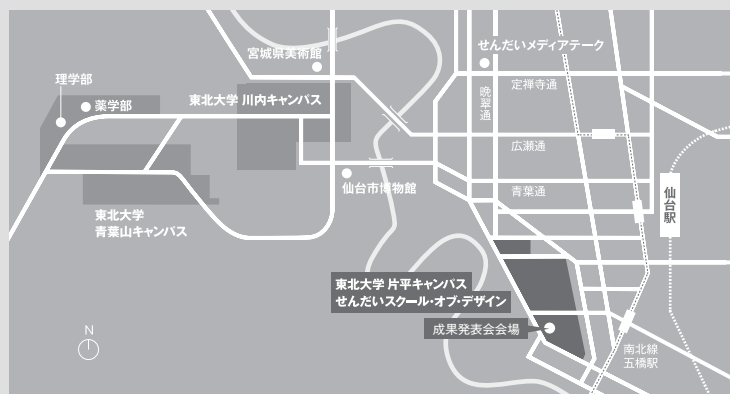 宮城県美術館
せんだいメディアテーク
理学部
薬学部
東北大学 川内キャンパス
定禅寺通
晩翠通
広瀬通
仙台市博物館
青葉通
仙台駅
東北大学
青葉山キャンパス
東北大学 片平キャンパス
せんだいスクール・オブ・デザイン
成果発表会会場
N
南北線
五橋駅